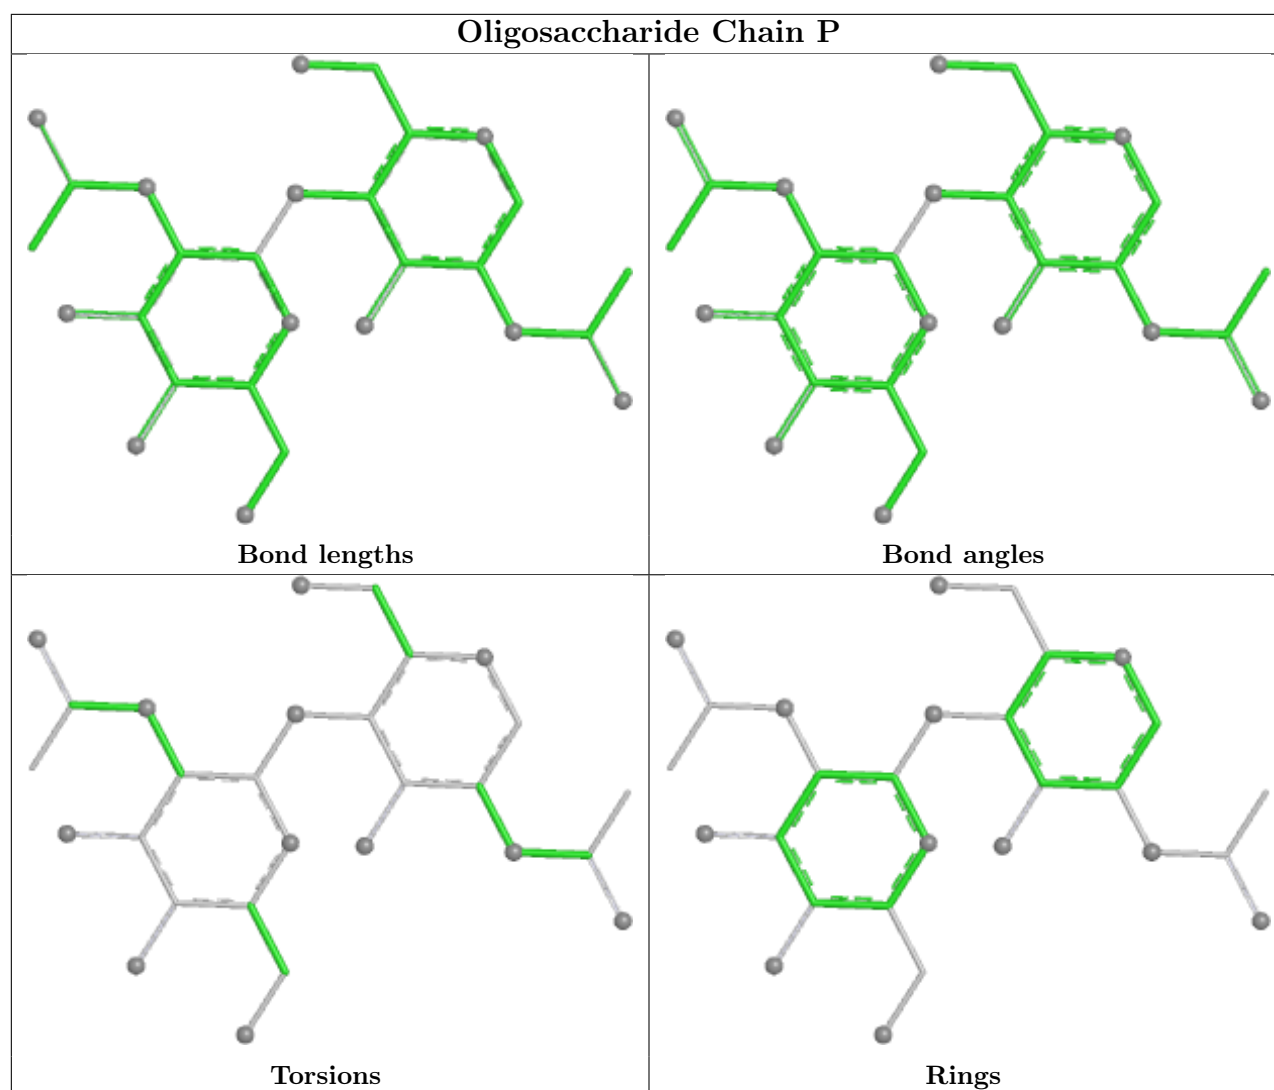 Oligosaccharide Chain P
Bond lengths
Bond angles
Torsions
Rings